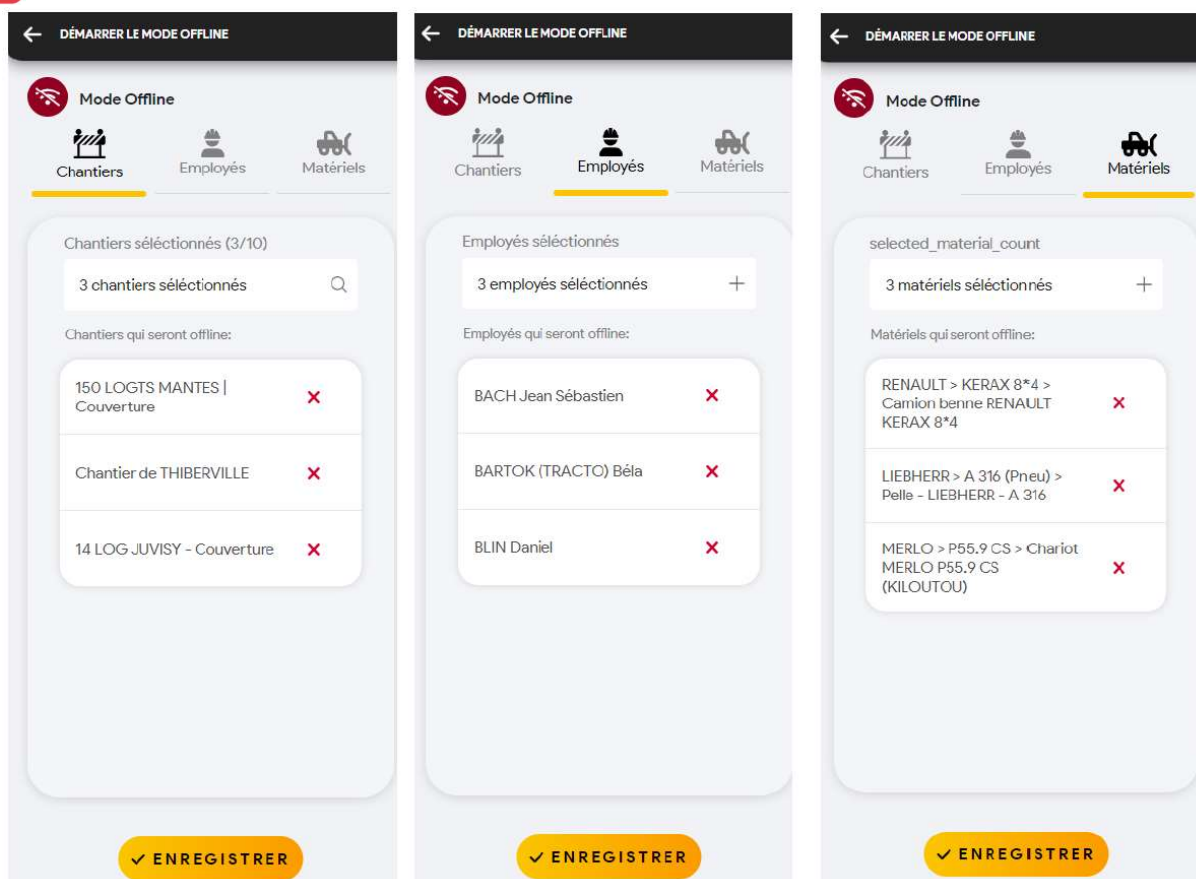 DÉMARRER LE MODE OFFLINE
Mode Offline
Chantiers
Employés
Matériels
Chantiers séléctionnés (3/10)
3 chantiers séléctionnés
Chantiers qui seront offline:
150 LOGTS MANTES |
Couverture
Chantier de THIBERVILLE
14 LOG JUVISY - Couverture
ENREGISTRER
DÉMARRER LE MODE OFFLINE
Mode Offline
Chantiers
Employés
Matériels
Employés séléctionnés
3 employés séléctionnés
Employés qui seront offline:
BACH Jean Sébastien
BARTOK (TRACTO) Béla
BLIN Daniel
ENREGISTRER
DÉMARRER LE MODE OFFLINE
Mode Offline
Chantiers
Employés
Matériels
selected_material_count
3 matériels séléctionnés
Matériels qui seront offline:
RENAULT > KERAX 8*4 >
Camion benne RENAULT
KERAX 8*4
LIEBHERR > A 316 (Pneu) >
Pelle - LIEBHERR - A 316
MERLO > P55.9 CS > Chariot
MERLO P55.9 CS
(KILOUTOU)
ENREGISTRER